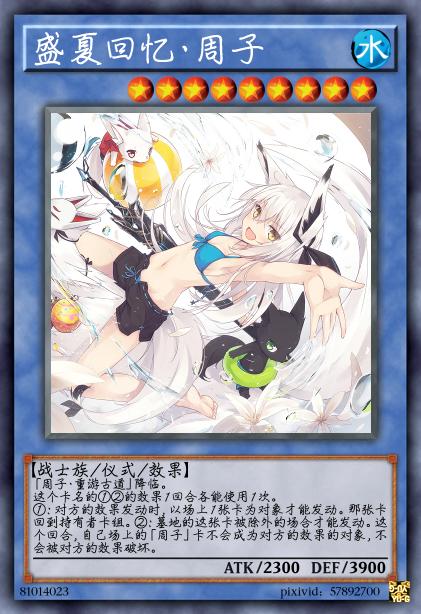 盛夏回忆·周子
水
【战士族/仪式/效果】
「周子·重游古道」降临。
这个卡名的①②的效果1回合各能使用1次。
①:对方的效果发动时,以场上1张卡为对象才能发动。那张卡
回到持有者卡组。②:墓地的这张卡被除外的场合才能发动。这
个回合,自己场上的「周子」卡不会成为对方的效果的对象,不
会被对方的效果破坏。
ATK/2300 DEF/3900
81014023
pixivid: 57892700